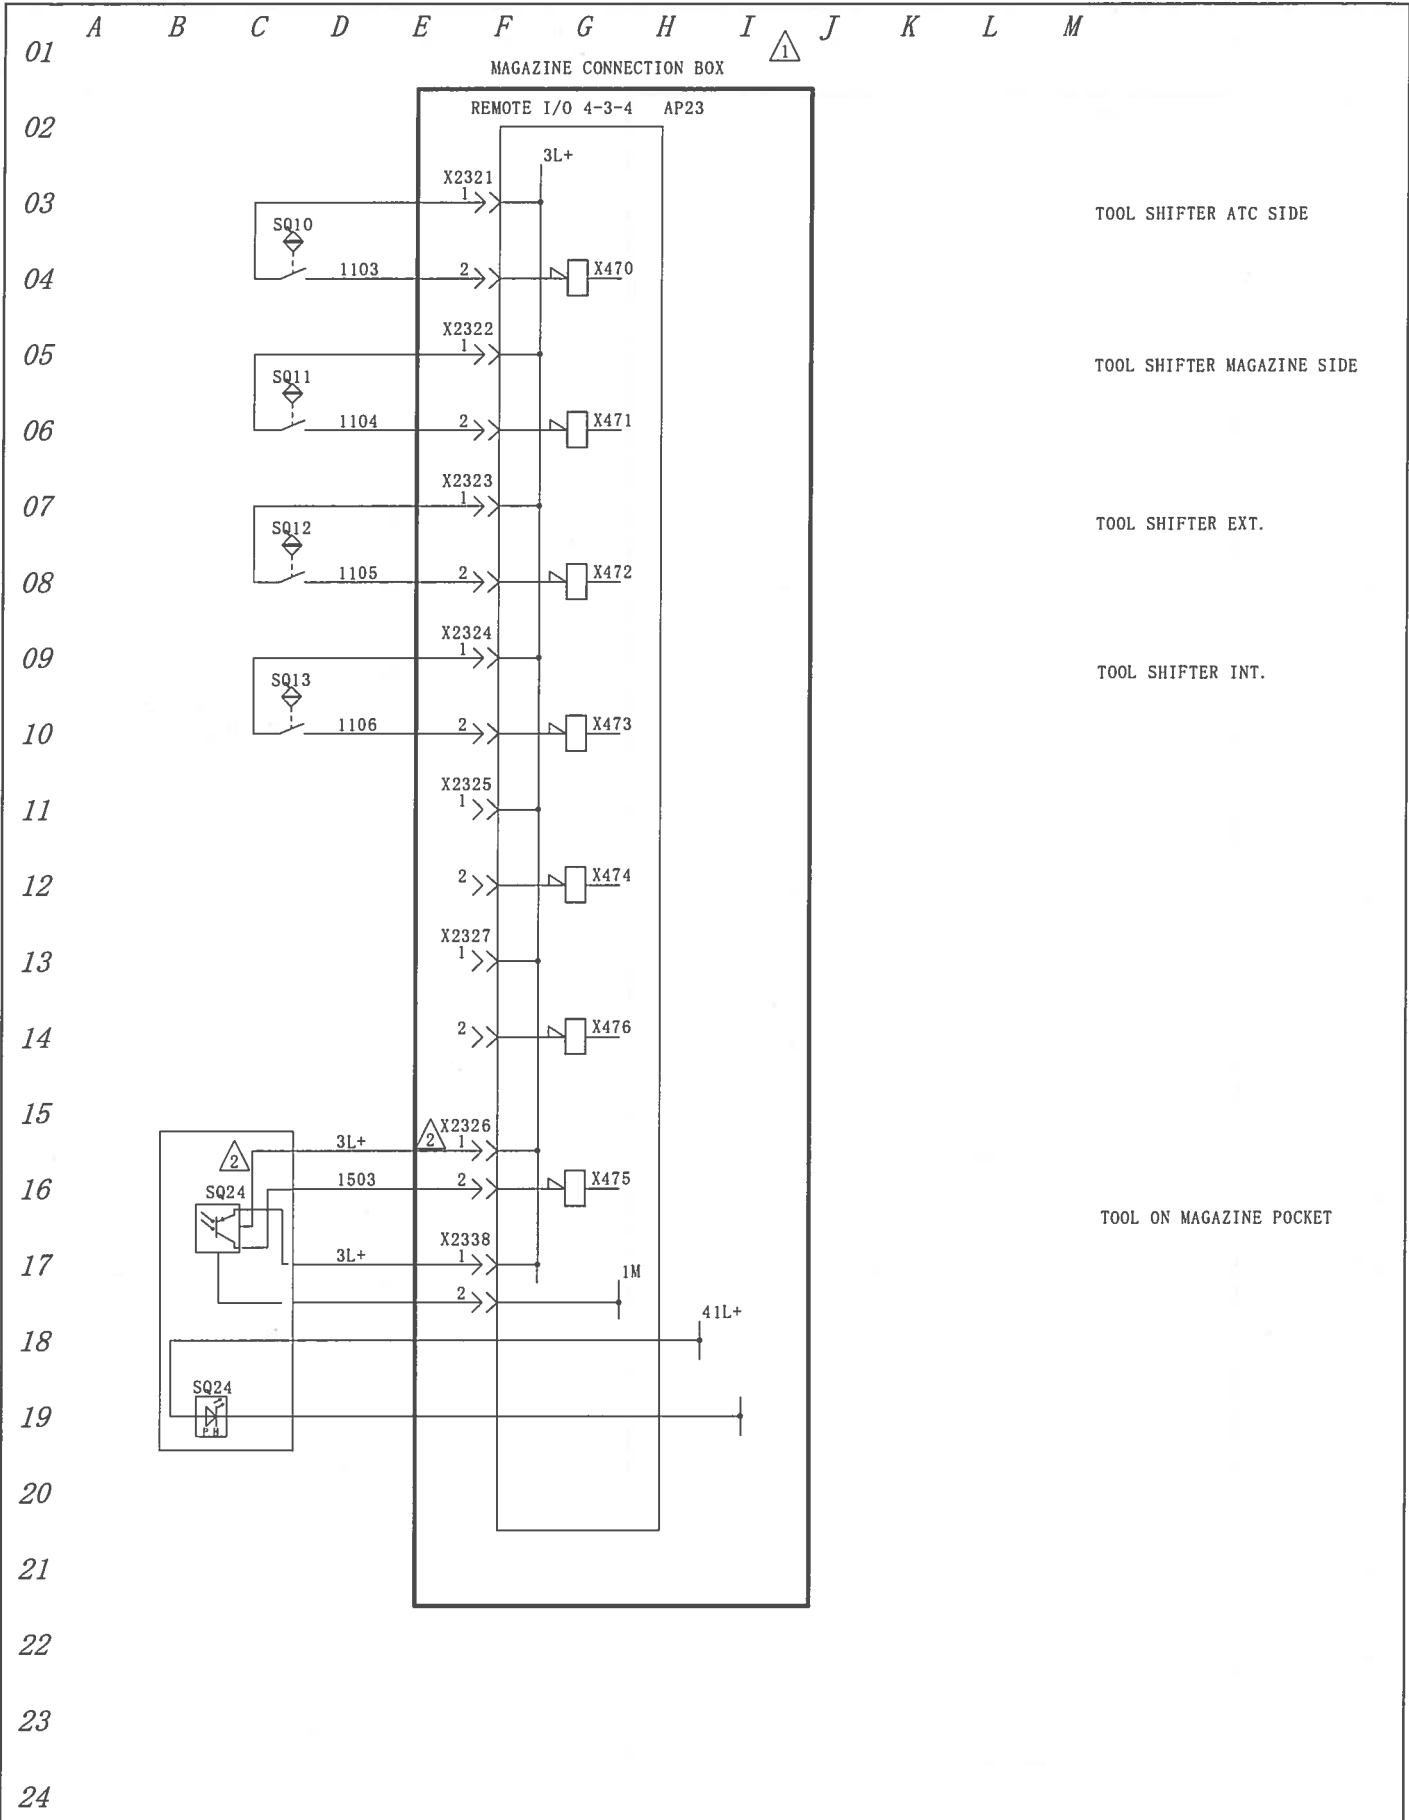 A B C D E F G H I J K L M
01
1
MAGAZINE CONNECTION BOX
REMOTE I/O 4-3-4 AP23
02
3L+
X2321
03
1
TOOL SHIFTER ATC SIDE
SQ10
04
1103
2
X470
X2322
05
1
TOOL SHIFTER MAGAZINE SIDE
SQ11
06
1104
2
X471
X2323
07
1
TOOL SHIFTER EXT.
SQ12
08
1105
2
X472
X2324
09
1
TOOL SHIFTER INT.
SQ13
10
1106
2
X473
X2325
11
1
12
2
X474
X2327
13
1
14
2
X476
15
X2326
2
3L+
2
1
16
1503
2
X475
SQ24
TOOL ON MAGAZINE POCKET
X2338
17
3L+
1
1M
2
41L+
18
SQ24
19
P H
20
21
22
23
24